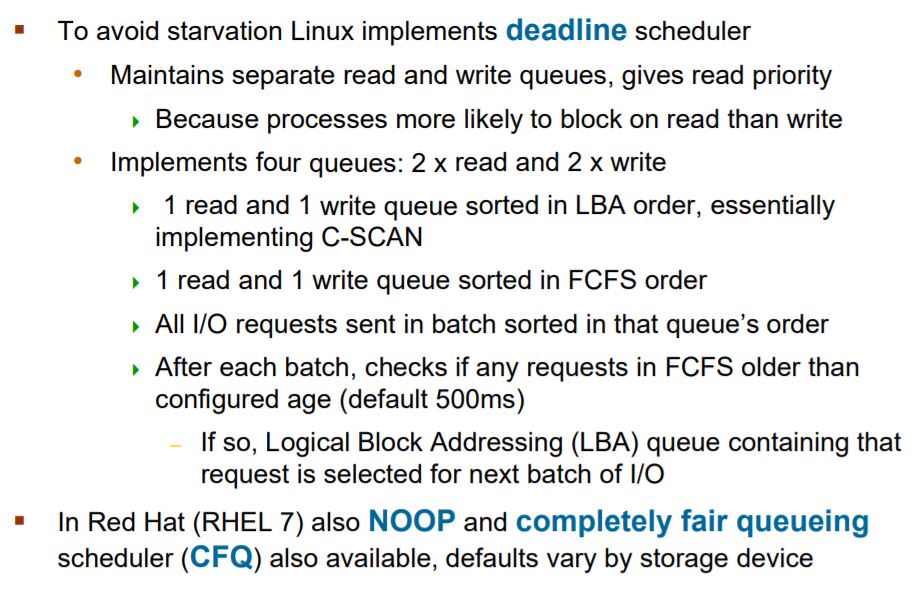 To avoid starvation Linux implements deadline scheduler
Maintains separate read and write queues, gives read priority
Because processes more likely to block on read than write
Implements four queues: 2 x read and 2 x write
1 read and 1 write queue sorted in LBA order, essentially
implementing C-SCAN
1 read and 1 write queue sorted in FCFS order
All I/O requests sent in batch sorted in that queue's order
After each batch, checks if any requests in FCFS older than
configured age (default 500ms)
If so, Logical Block Addressing (LBA) queue containing that
request is selected for next batch of I/O
In Red Hat (RHEL 7) also NOOP and completely fair queueing
scheduler (CFQ) also available, defaults vary by storage device